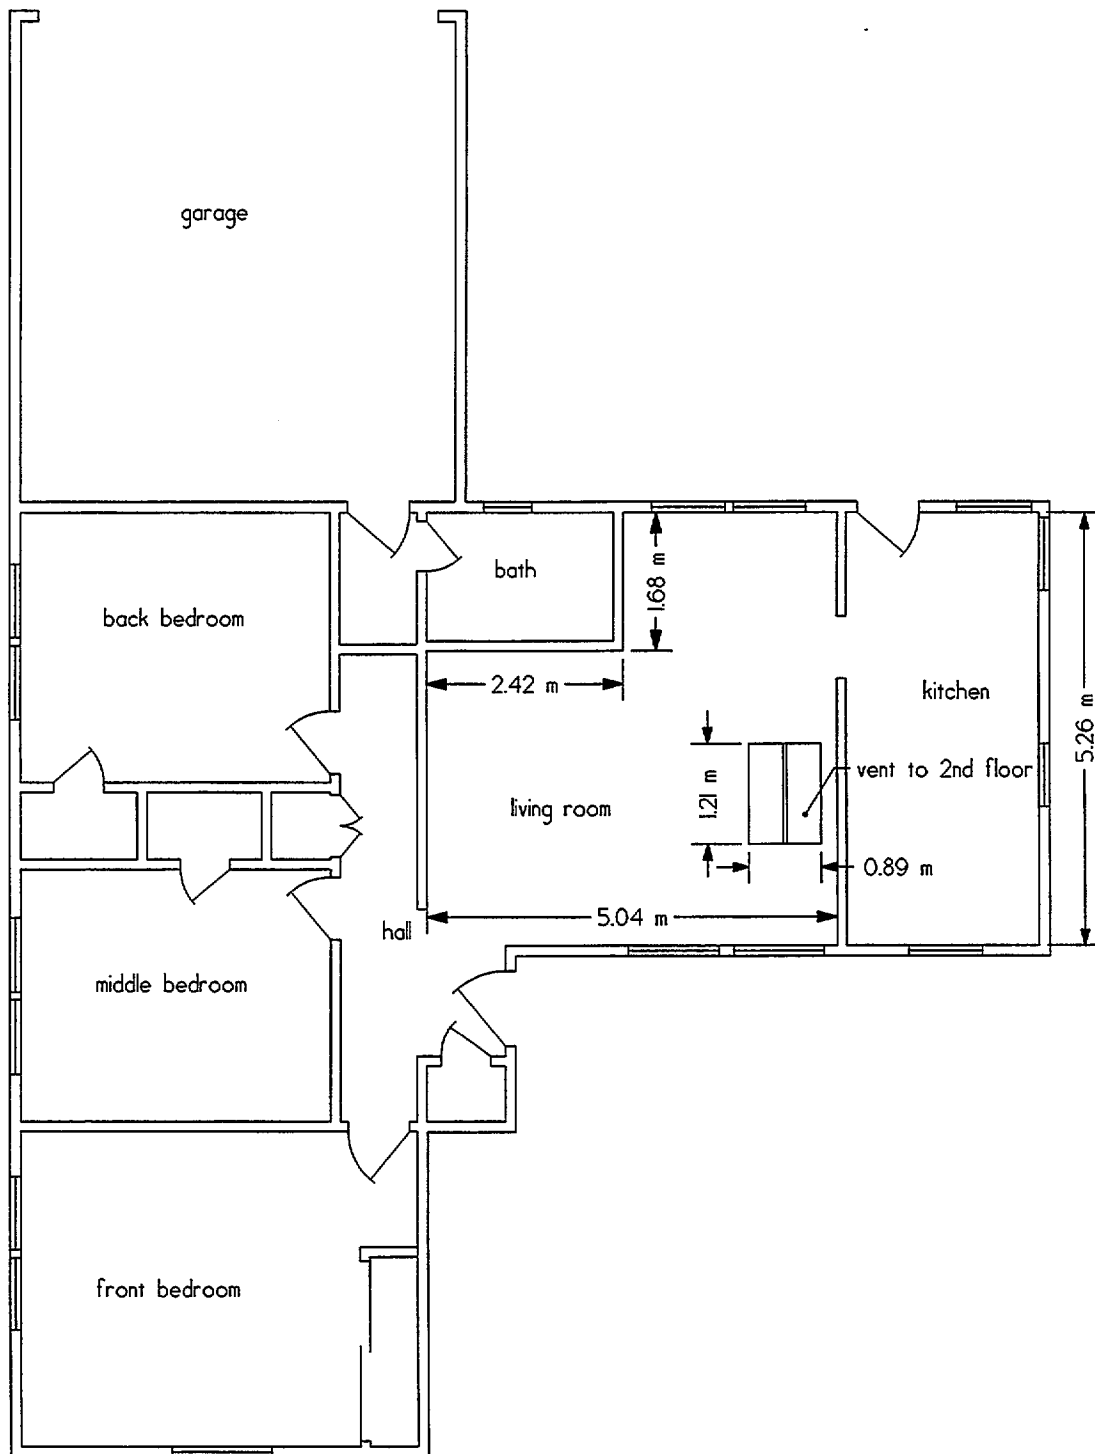 garage
bath
back bedroom
1.68 m
2.42 m
kitchen
5.26 m
living room
1.21 m
vent to 2nd floor
0.89 m
hall
5.04 m
middle bedroom
front bedroom